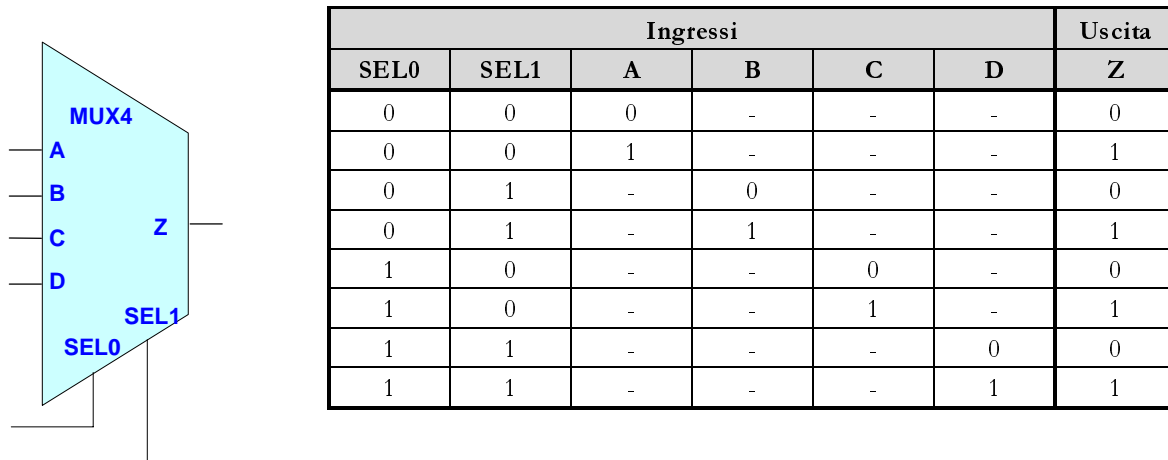 MUX4
A
B
C
D
Z
SEL1
SEL0
Ingressi Uscita
SEL0 SEL1 A B C D Z
0 0 0 - - - 0
0 0 1 - - - 1
0 1 - 0 - - 0
0 1 - 1 - - 1
1 0 - - 0 - 0
1 0 - - 1 - 1
1 1 - - - 0 0
1 1 - - - 1 1